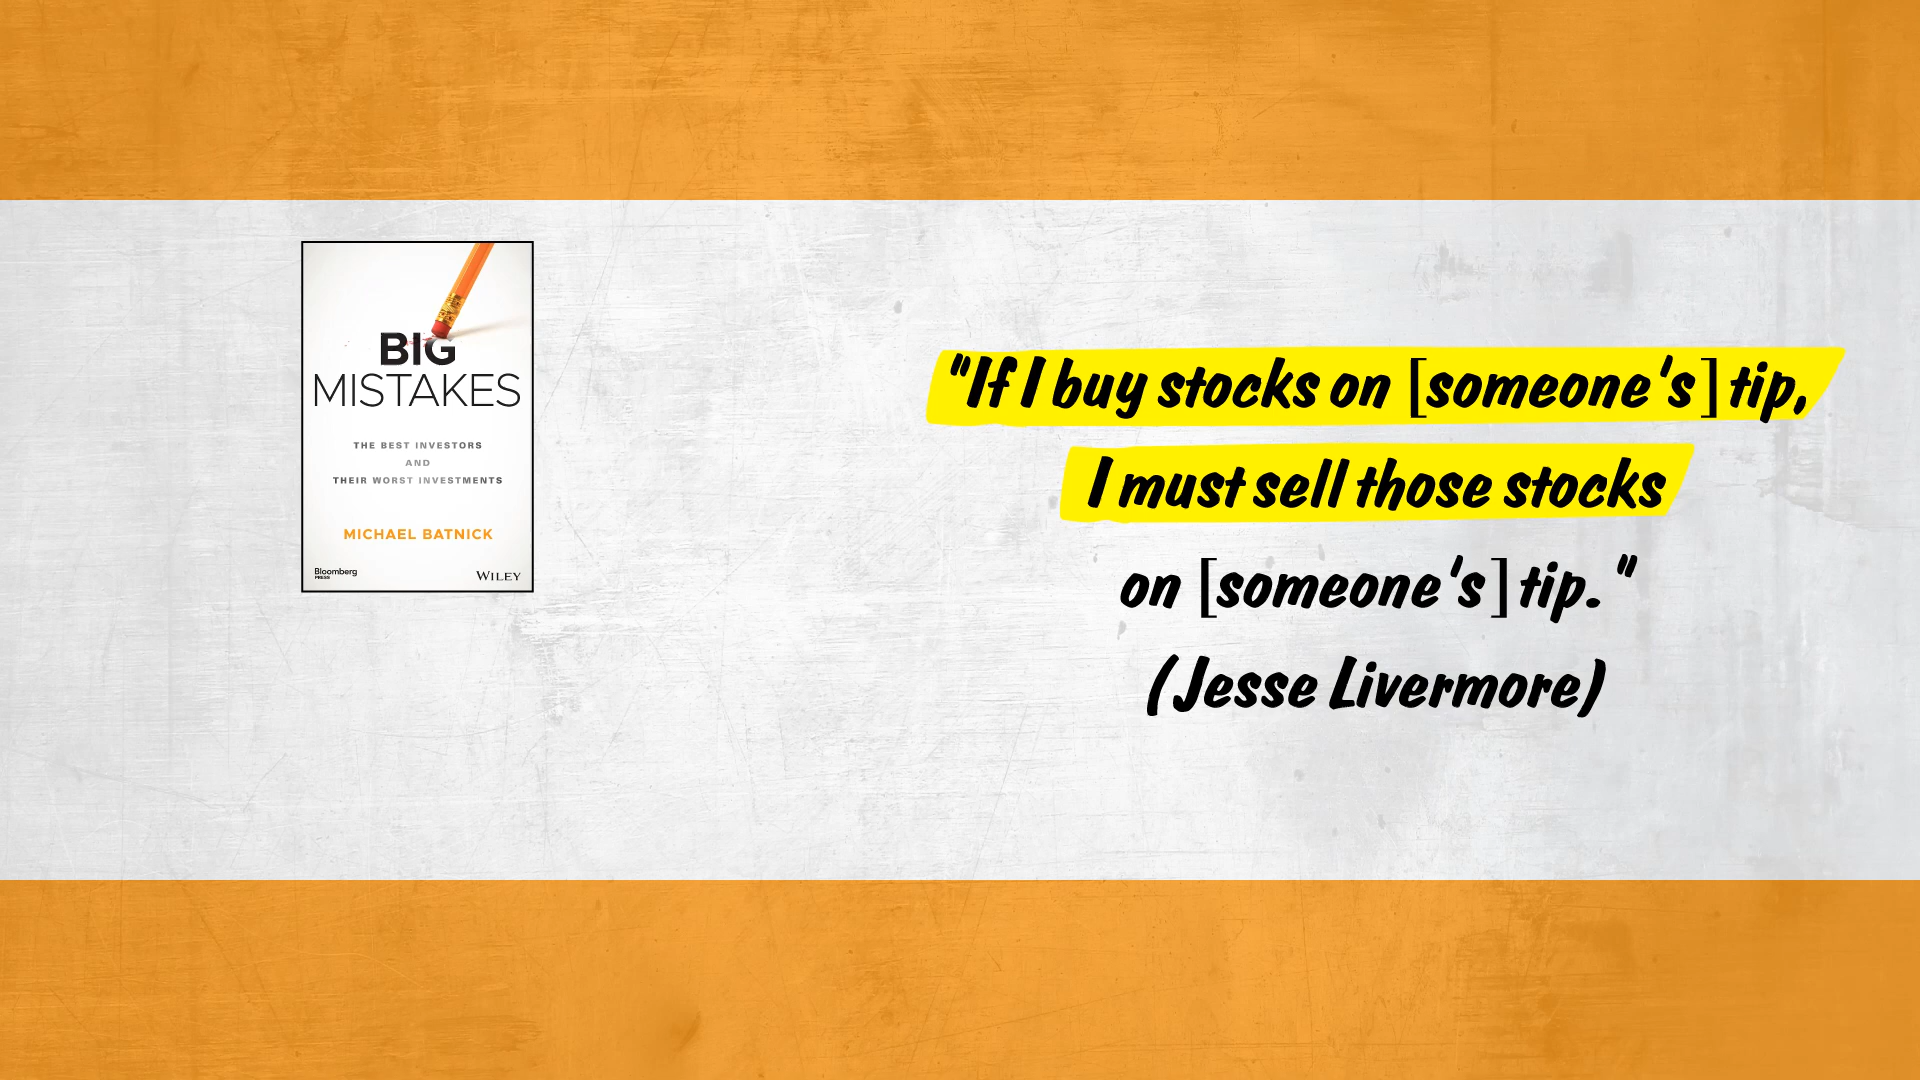 BIG
MISTAKES
THE BEST INVESTORS
AND
THEIR WORST INVESTMENTS
MICHAEL BATNICK
Bloomberg
PRESS
WILEY
"If I buy stocks on [someone's] tip,
I must sell those stocks
on [someone's] tip."
(Jesse Livermore)